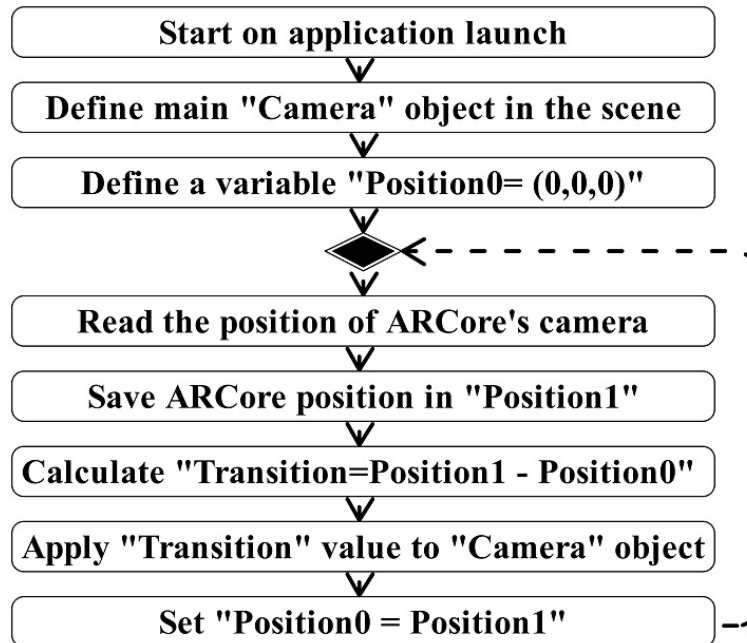 Start on application launch
Define main "Camera" object in the scene
Define a variable "Position0= (0,0,0)"
Read the position of ARCore's camera
Save ARCore position in "Position1"
Calculate "Transition=Position1 - Position0"
Apply "Transition" value to "Camera" object
Set "Position0 = Position1"